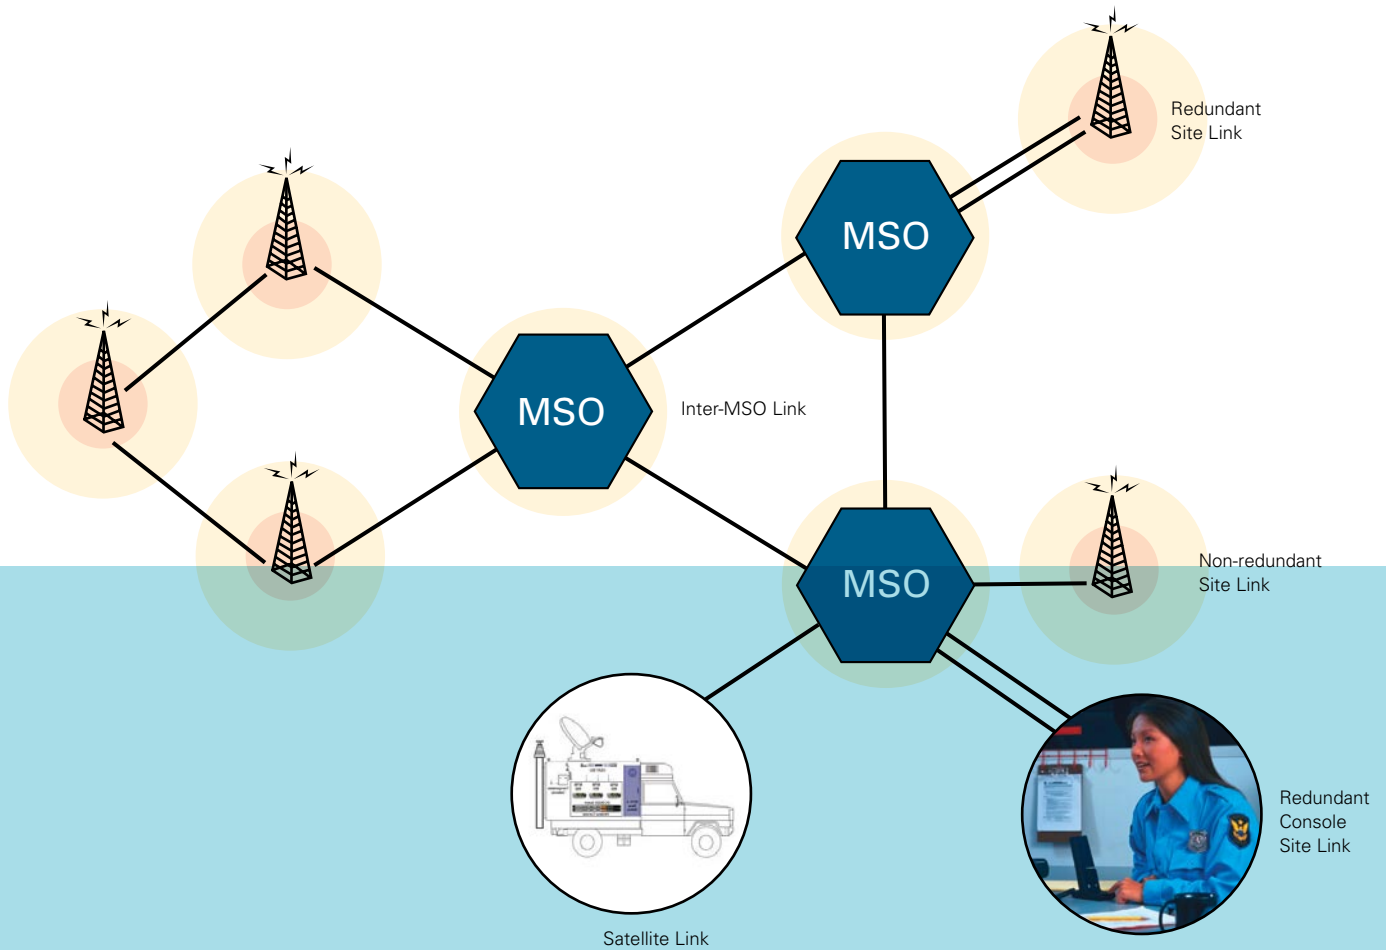 Redundant
Site Link
MSO
MSO
Inter-MSO Link
MSO
Non-redundant
Site Link
Redundant
Console
Site Link
Satellite Link